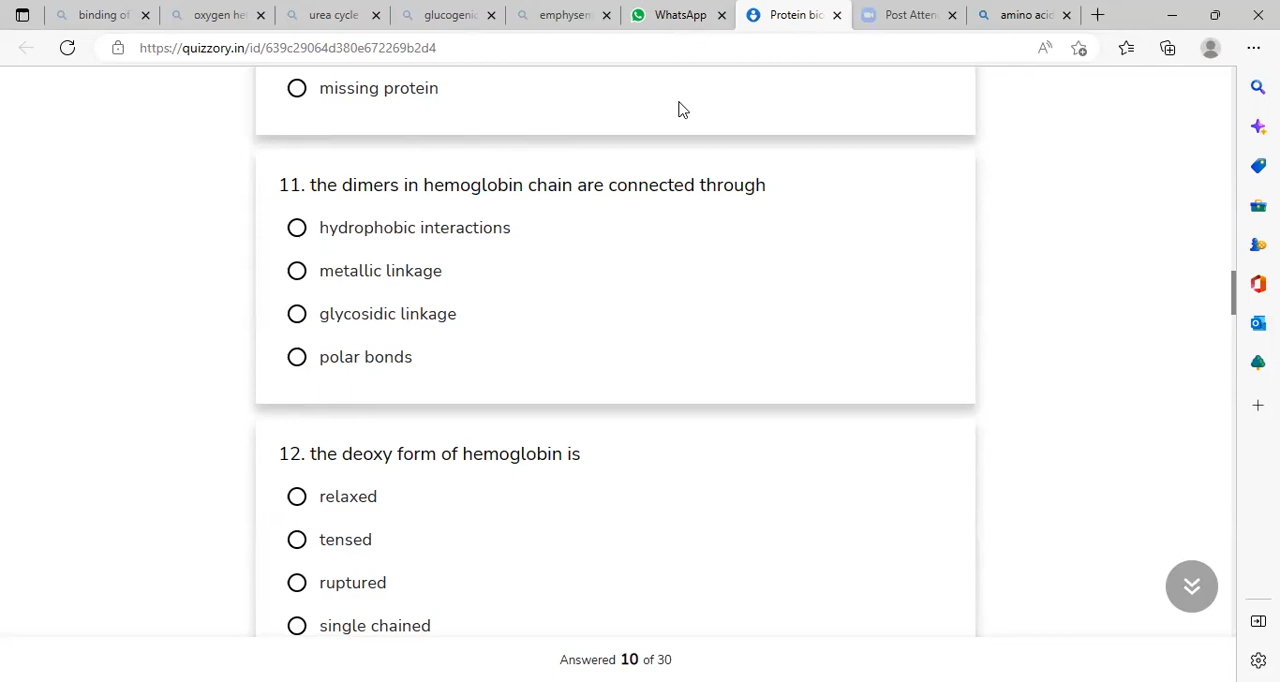 binding of
oxygen he
urea cycle
glucogenic
emphysem
WhatsApp
Protein bio
Post Atten
amino acid
https://quizzory.in/id/639c29064d380e672269b2d4
missing protein
11. the dimers in hemoglobin chain are connected through
hydrophobic interactions
metallic linkage
glycosidic linkage
polar bonds
12. the deoxy form of hemoglobin is
relaxed
tensed
ruptured
single chained
Answered 10 of 30